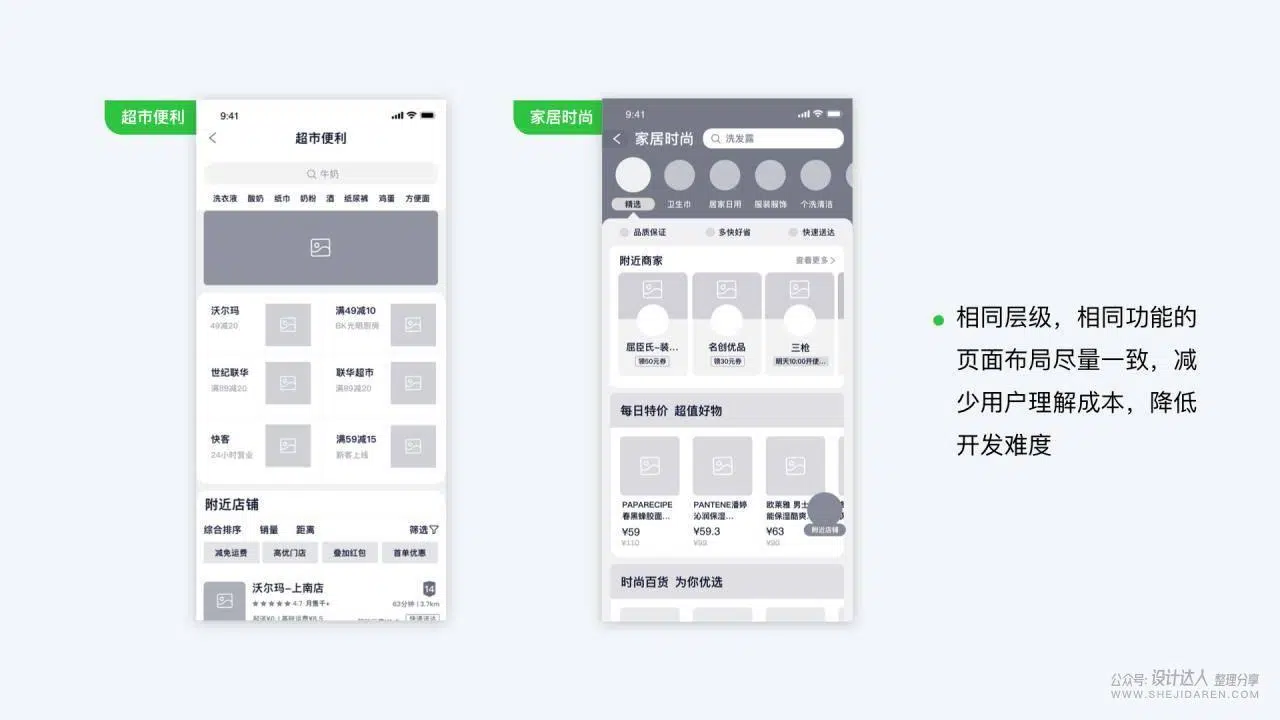 超市便利
9:41
超市便利
牛奶
洗衣液 酸奶 纸巾 奶粉 酒 纸尿裤 鸡蛋 方便面
沃尔玛
49减20
满49减10
BK光明厨房
世纪联华
满89减20
联华超市
满89减20
快客
24小时营业
满59减15
新客上线
附近店铺
综合排序 销量 距离 筛选
减免运费 高优门店 叠加红包 首单优惠
沃尔玛-上南店
14
4.7 月售千+
63分钟 | 3.7km
快速送达
家居时尚
9:41
家居时尚
洗发露
精选 卫生巾 居家日用 服装服饰 个洗清洁
品质保证 多快好省 快速送达
附近商家
查看更多 >
屈臣氏-装...
领50元券
名创优品
领30元券
三枪
明天10:00开使...
每日特价 超值好物
PAPARECIPE
春黑蜂胶面...
¥59
¥110
PANTENE潘婷
沁润保湿...
¥59.3
¥99
欧莱雅 男士
能保湿酷爽
¥63
¥90
附近店铺
时尚百货 为你优选
相同层级，相同功能的
页面布局尽量一致，减
少用户理解成本，降低
开发难度
公众号: 设计达人 整理分享
WWW.SHEJIDAREN.COM